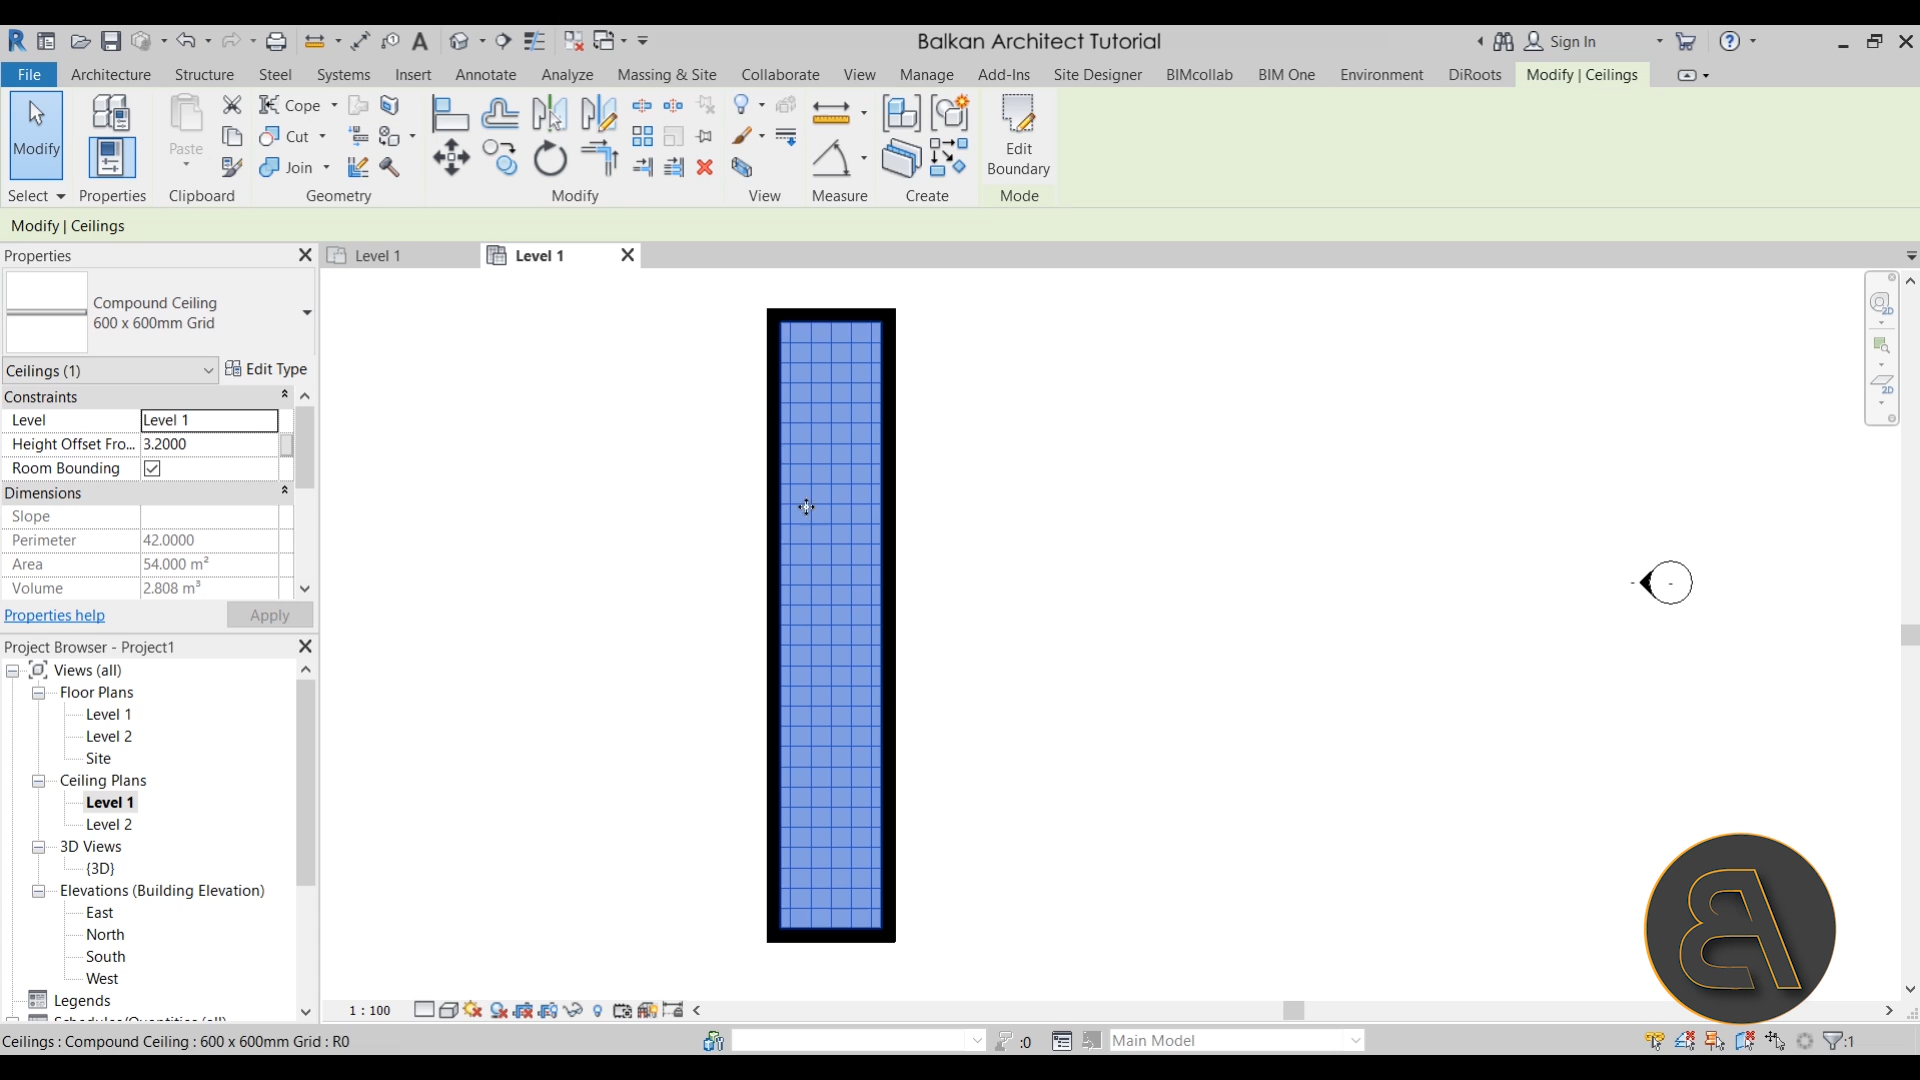 Balkan Architect Tutorial
Sign In
File Architecture Structure Steel Systems Insert Annotate Analyze Massing & Site Collaborate View Manage Add-Ins Site Designer BIMcollab BIM One Environment DiRoots Modify | Ceilings
Modify
Paste
Cope
Cut
Join
Edit
Boundary
Select Properties Clipboard Geometry Modify View Measure Create Mode
Modify | Ceilings
Properties
Level 1
Level 1
Compound Ceiling
600 x 600mm Grid
Ceilings (1)
Edit Type
Constraints
Level Level 1
Height Offset Fro... 3.2000
Room Bounding
Dimensions
Slope
Perimeter 42.0000
Area 54.000 m²
Volume 2.808 m³
Properties help
Apply
Project Browser - Project1
Views (all)
Floor Plans
Level 1
Level 2
Site
Ceiling Plans
Level 1
Level 2
3D Views
{3D}
Elevations (Building Elevation)
East
North
South
West
Legends
1 : 100
Ceilings : Compound Ceiling : 600 x 600mm Grid : R0
:0
Main Model
:1